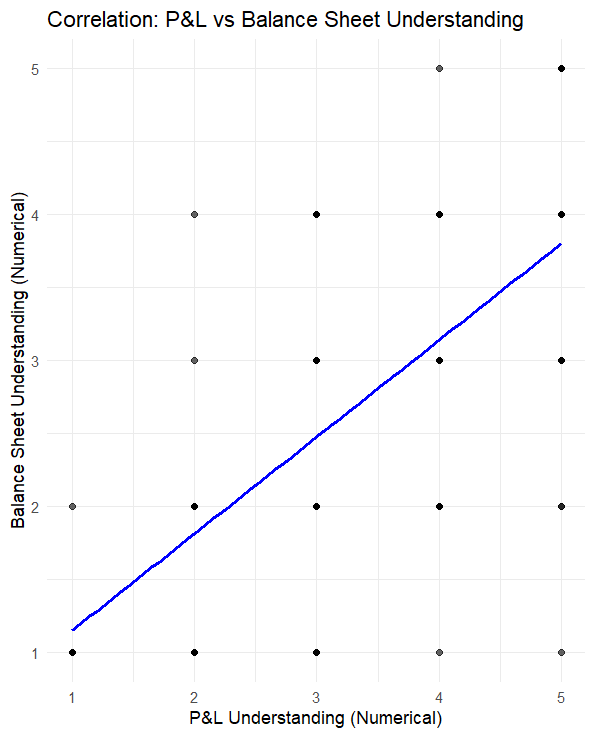 Correlation: P&L vs Balance Sheet Understanding
Balance Sheet Understanding (Numerical)
5
4
3
2
1
1 2 3 4 5
P&L Understanding (Numerical)